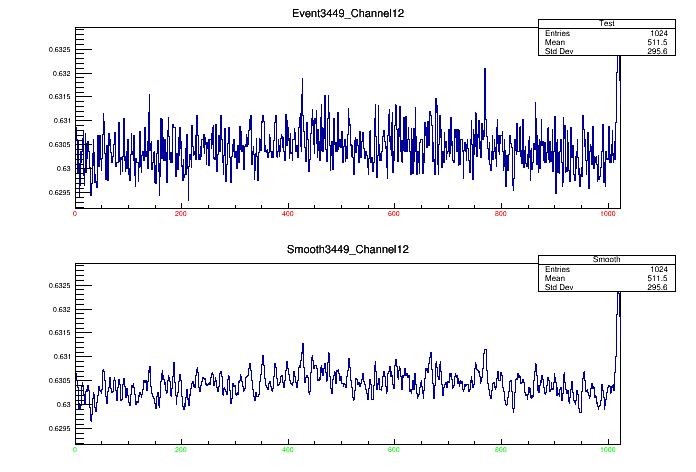 Event3449_Channel12
Test
Entries 1024
Mean 511.5
Std Dev 295.6
0.6325
0.632
0.6315
0.631
0.6305
0.63
0.6295
0 200 400 600 800 1000
Smooth3449_Channel12
Smooth
Entries 1024
Mean 511.5
Std Dev 295.6
0.6325
0.632
0.6315
0.631
0.6305
0.63
0.6295
0 200 400 600 800 1000